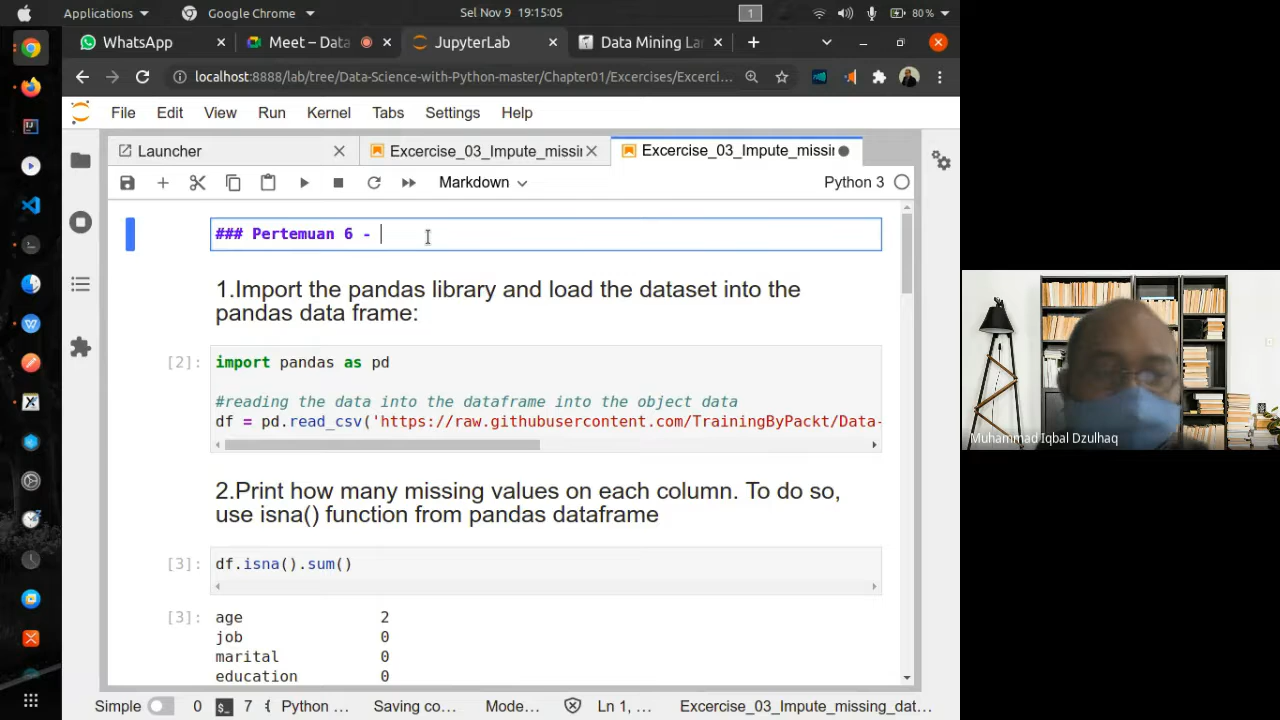 Applications
Google Chrome
Sel Nov 9 19:15:05
1
80 %
WhatsApp
Meet – Da
JupyterLab
Data Mining La
localhost:8888/lab/tree/Data-Science-with-Python-master/Chapter01/Excercises/Excerci...
File Edit View Run Kernel Tabs Settings Help
Launcher
Excercise_03_Impute_missi
Excercise_03_Impute_missi
Markdown
Python 3
### Pertemuan 6 -
1.Import the pandas library and load the dataset into the
pandas data frame:
[2]: import pandas as pd
#reading the data into the dataframe into the object data
df = pd.read_csv('https://raw.githubusercontent.com/TrainingByPackt/Data-
2.Print how many missing values on each column. To do so,
use isna() function from pandas dataframe
[3]: df.isna().sum()
[3]: age 2
job 0
marital 0
education 0
Simple 0 7 Python ... Saving co... Mode... Ln 1, ... Excercise_03_Impute_missing_dat...
Muhammad Iqbal Dzulhaq